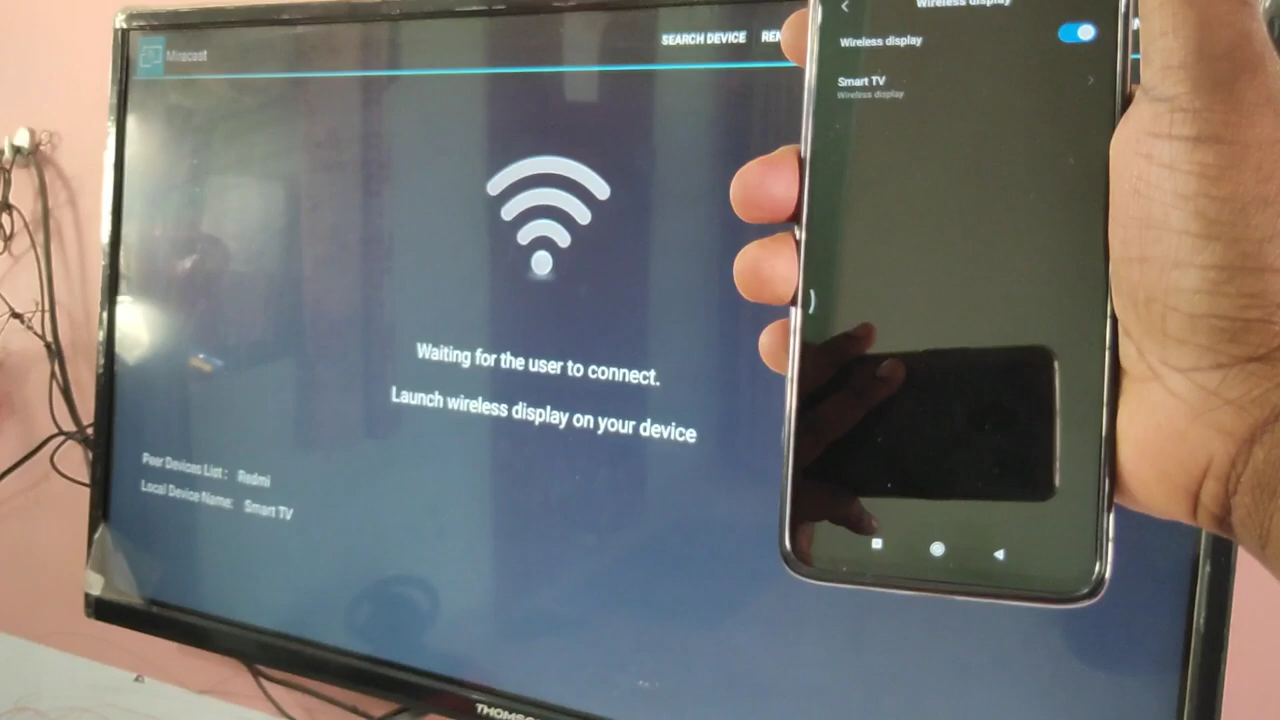 Miracast
SEARCH DEVICE
Waiting for the user to connect.
Launch wireless display on your device
Peer Devices List : Redmi
Local Device Name: Smart TV
Wireless display
Wireless display
Smart TV
Wireless display